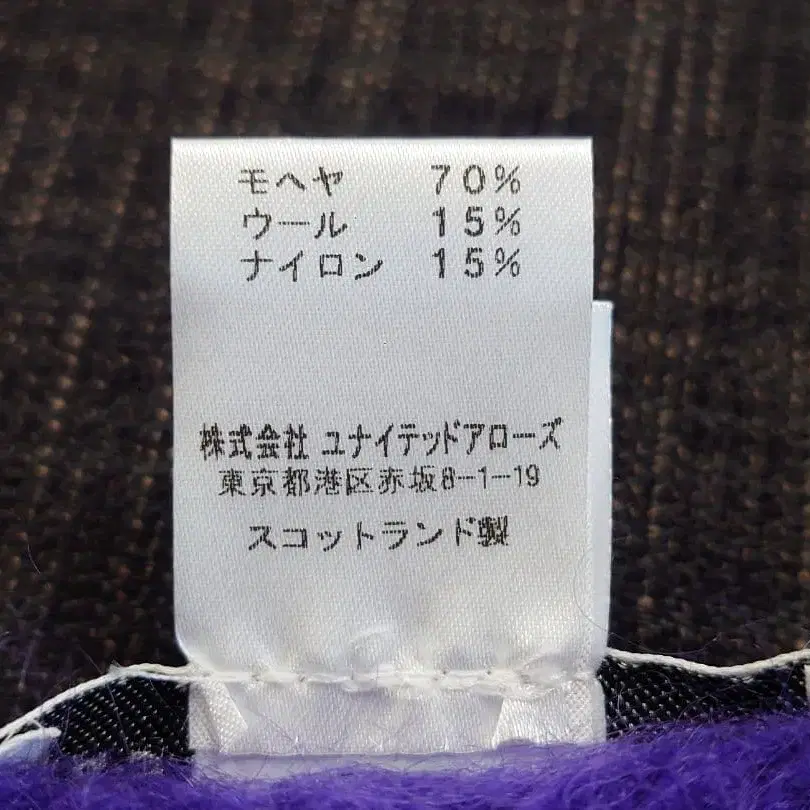 モヘヤ 70%
ウール 15%
ナイロン 15%
株式会社 ユナイテッドアローズ
東京都港区赤坂8-1-19
スコットランド製